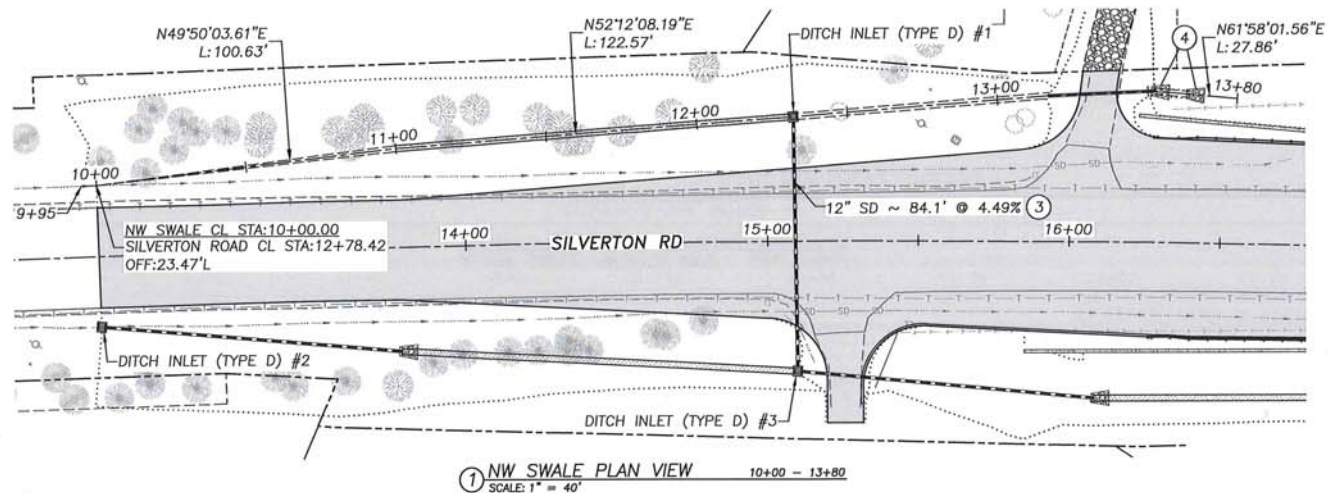 N49°50'03.61"E
L:100.63'
N52°12'08.19"E
L:122.57'
DITCH INLET (TYPE D) #1
4
N61°58'01.56"E
L: 27.86'
13+80
13+00
12+00
11+00
10+00
9+95
NW SWALE CL STA:10+00.00
SILVERTON ROAD CL STA:12+78.42
OFF:23.47'L
12" SD ~ 84.1' @ 4.49% 3
SD
SD
14+00
SILVERTON RD
15+00
16+00
SD
SD
DITCH INLET (TYPE D) #2
DITCH INLET (TYPE D) #3
1 NW SWALE PLAN VIEW 10+00 - 13+80
SCALE: 1" = 40'